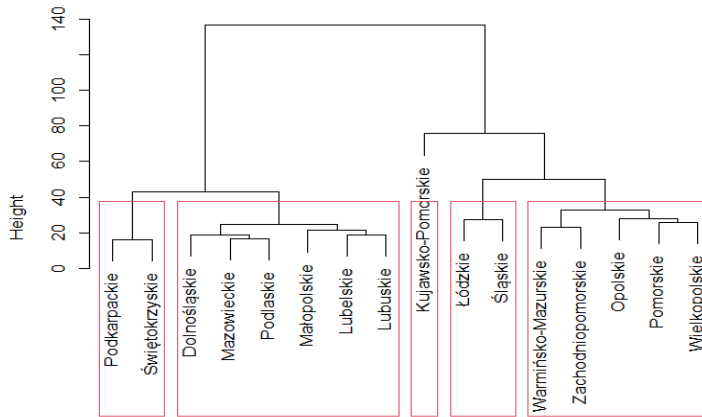 140
120
100
80
60
40
20
0
Height
Podkarpackie
Świętokrzyskie
Dolnośląskie
Mazowieckie
Podlaskie
Małopolskie
Lubelskie
Lubuskie
Kujawsko-Pomorskie
Łódzkie
Śląskie
Warmińsko-Mazurskie
Zachodniopomorskie
Opolskie
Pomorskie
Wielkopolskie